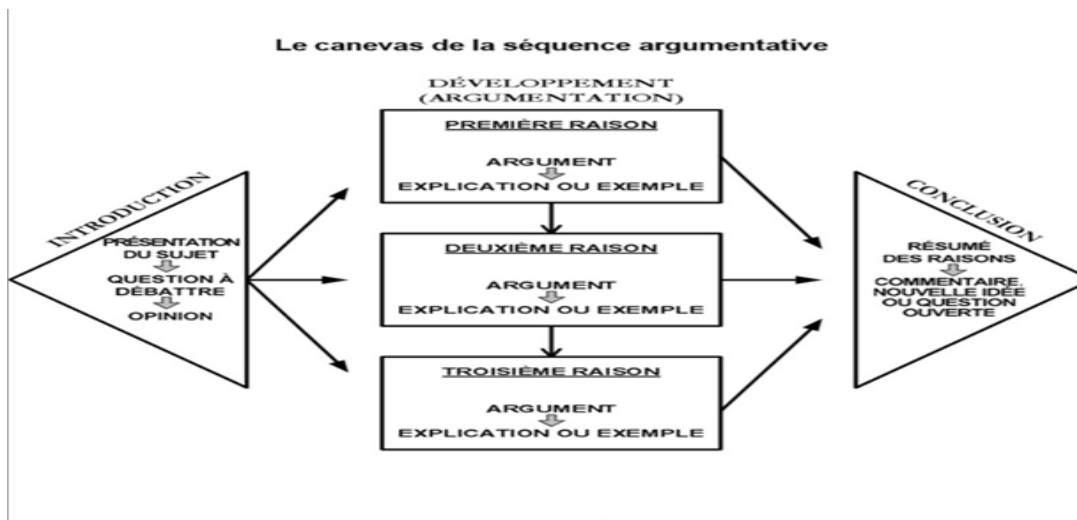 Le canevas de la séquence argumentative
DÉVELOPPEMENT
(ARGUMENTATION)
INTRODUCTION
PRÉSENTATION
DU SUJET
QUESTION À
DÉBATTRE
OPINION
PREMIÈRE RAISON
ARGUMENT
EXPLICATION OU EXEMPLE
DEUXIÈME RAISON
ARGUMENT
EXPLICATION OU EXEMPLE
TROISIÈME RAISON
ARGUMENT
EXPLICATION OU EXEMPLE
CONCLUSION
RÉSUMÉ
DES RAISONS
COMMENTAIRE,
NOUVELLE IDÉE
OU QUESTION
OUVERTE